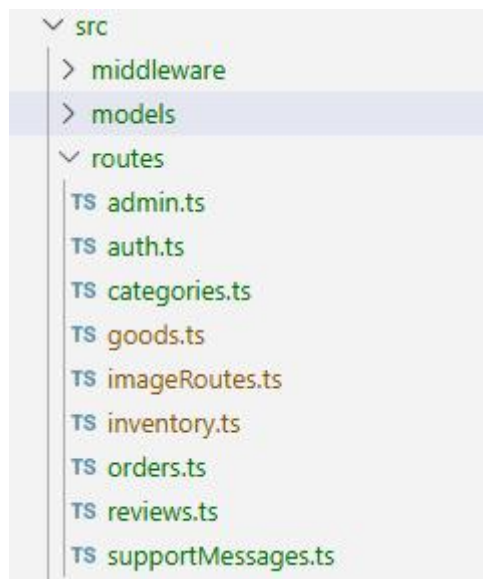 src
middleware
models
routes
TS admin.ts
TS auth.ts
TS categories.ts
TS goods.ts
TS imageRoutes.ts
TS inventory.ts
TS orders.ts
TS reviews.ts
TS supportMessages.ts